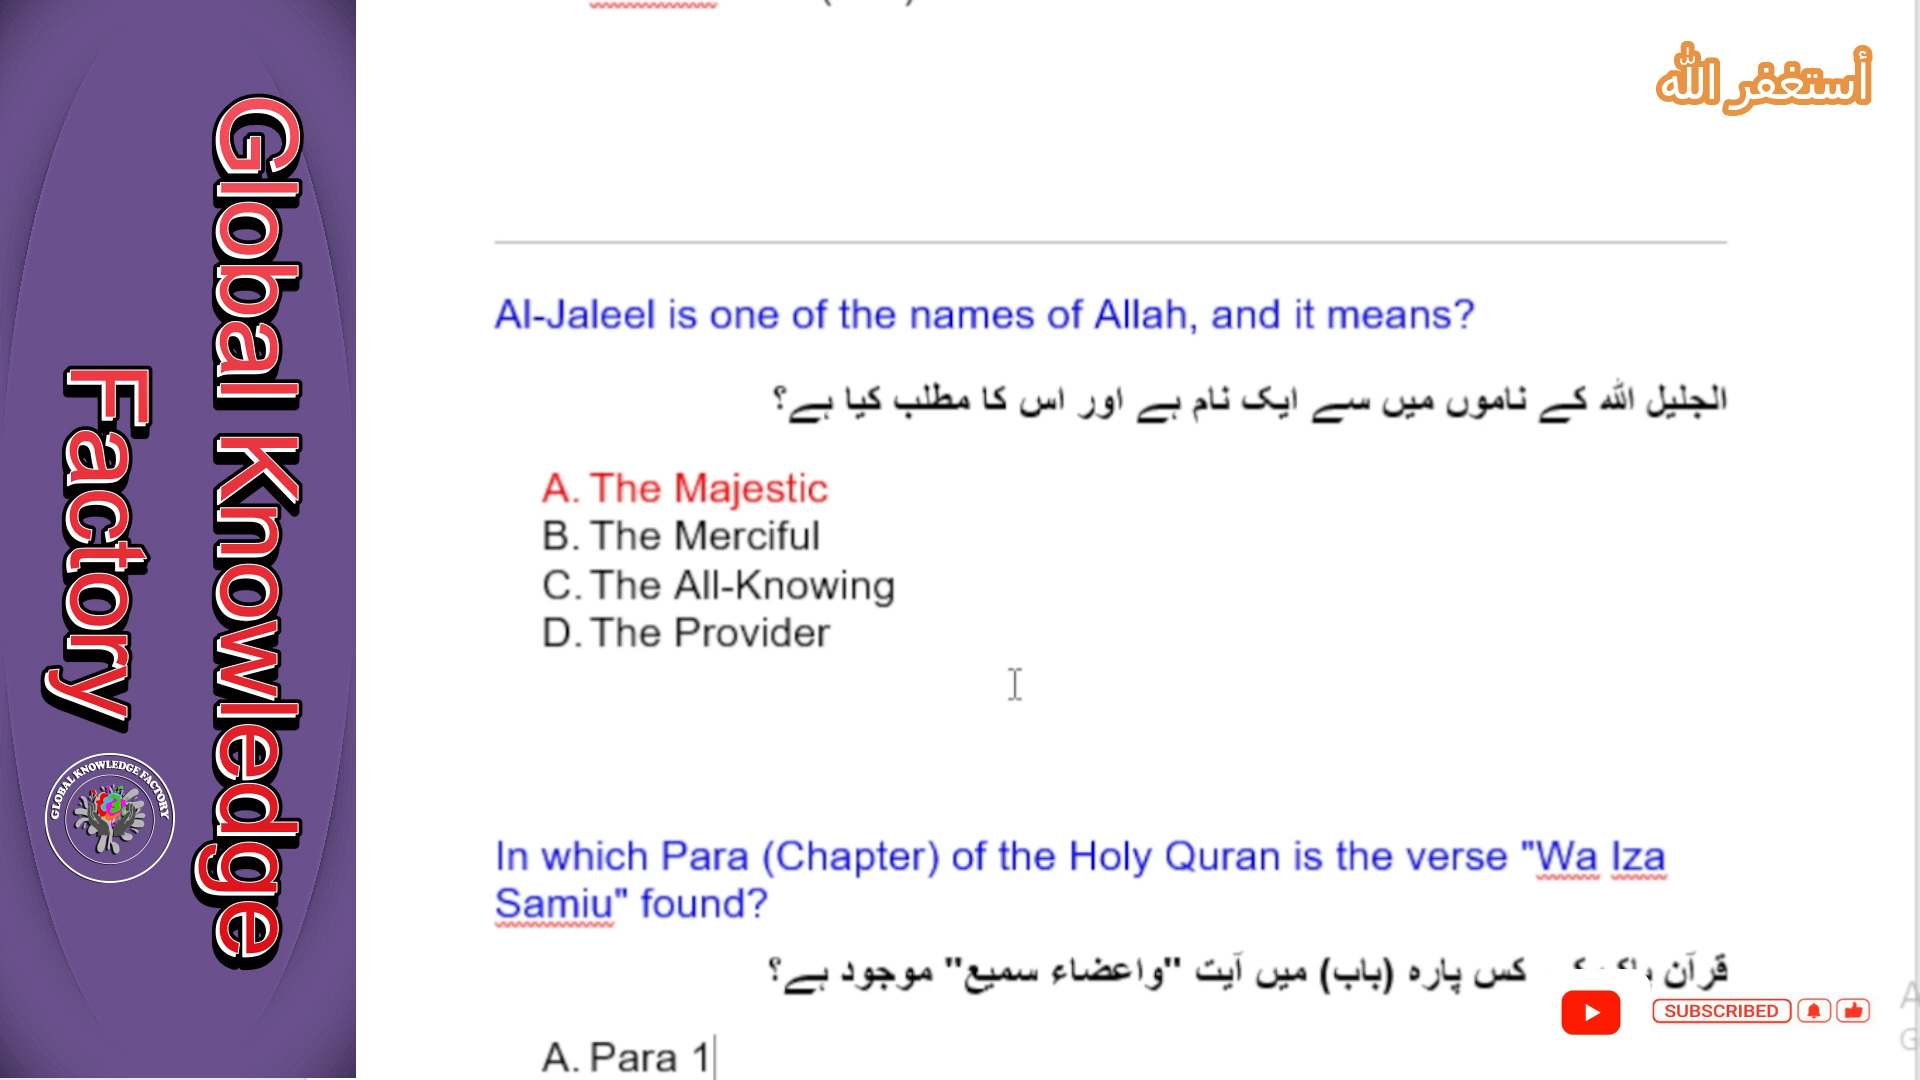 Global Knowledge
Factory
GLOBAL KNOWLEDGE FACTORY
أستغفر الله
Al-Jaleel is one of the names of Allah, and it means?
الجلیل اللہ کے ناموں میں سے ایک نام ہے اور اس کا مطلب کیا ہے؟
A. The Majestic
B. The Merciful
C. The All-Knowing
D. The Provider
In which Para (Chapter) of the Holy Quran is the verse "Wa Iza
Samiu" found?
قرآن کس پارہ (باب) میں آیت "واعضاء سمیع" موجود ہے؟
SUBSCRIBED
A. Para 1